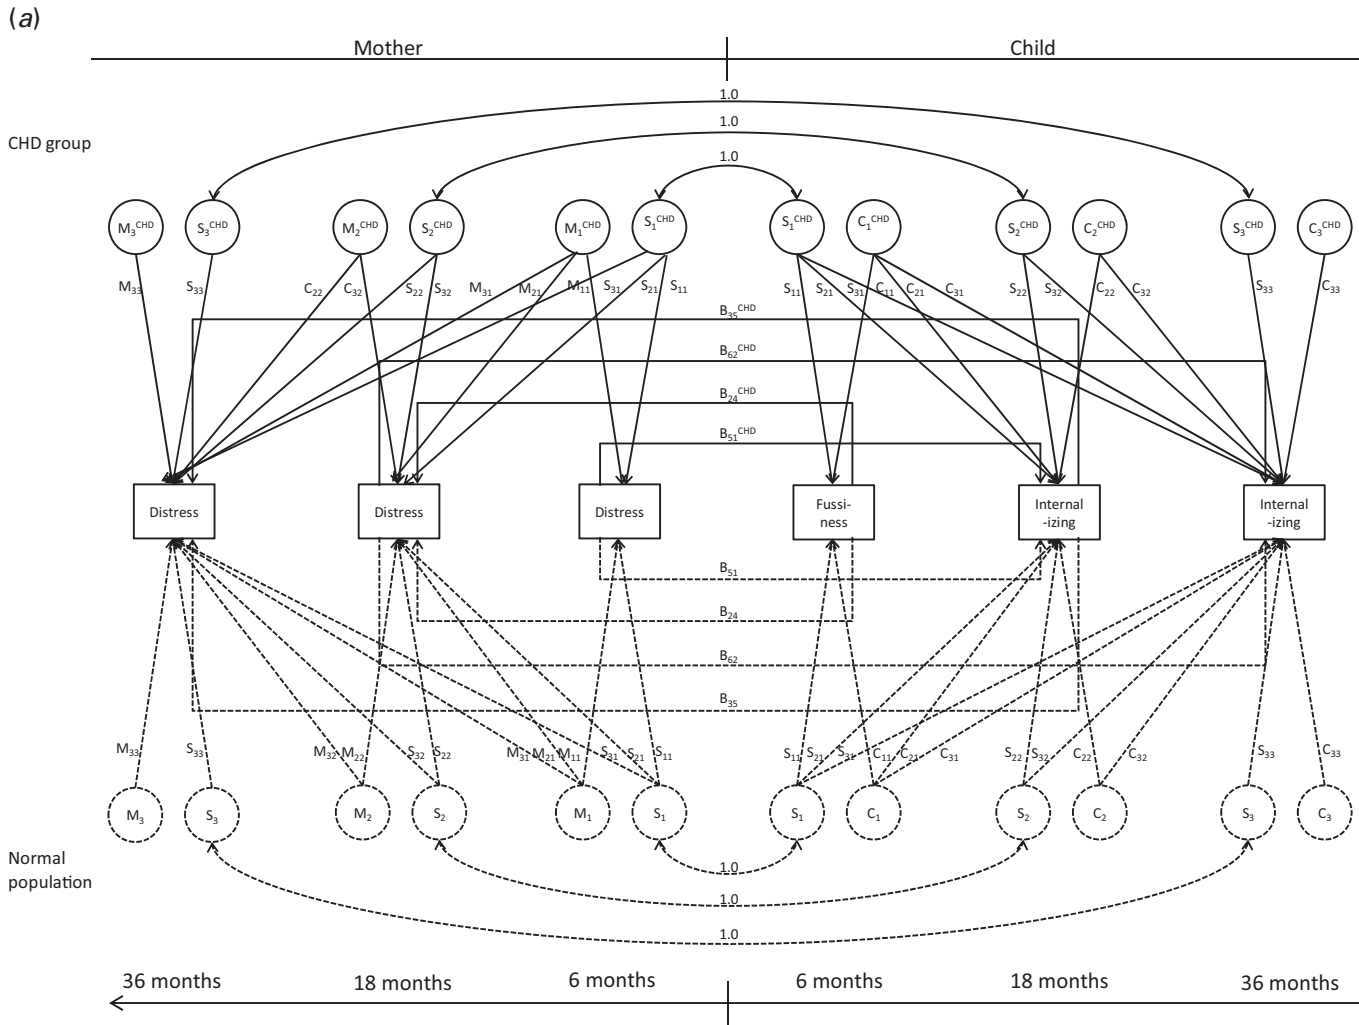 (a)
Mother Child
1.0
1.0
CHD group
1.0
M₃ᶜᴴᴰ S₃ᶜᴴᴰ M₂ᶜᴴᴰ S₂ᶜᴴᴰ M₁ᶜᴴᴰ S₁ᶜᴴᴰ S₁ᶜᴴᴰ C₁ᶜᴴᴰ S₂ᶜᴴᴰ C₂ᶜᴴᴰ S₃ᶜᴴᴰ C₃ᶜᴴᴰ
M₃₃ S₃₃ C₂₂ C₃₂ S₂₂ S₃₂ M₃₁ M₂₁ M₁₁ S₃₁ S₂₁ S₁₁ S₁₁ S₂₁ S₃₁ C₁₁ C₂₁ C₃₁ S₂₂ S₃₂ C₂₂ C₃₂ S₃₃ C₃₃
B₃₅ᶜᴴᴰ
B₆₂ᶜᴴᴰ
B₂₄ᶜᴴᴰ
B₅₁ᶜᴴᴰ
Distress Distress Distress Fussi- Internal Internal
ness -izing -izing
B₅₁
B₂₄
B₆₂
B₃₅
M₃₃ S₃₃ M₃₂ M₂₂ S₃₂ S₂₂ M₃₁ M₂₁ M₁₁ S₃₁ S₂₁ S₁₁ S₁₁ S₂₁ S₃₁ C₁₁ C₂₁ C₃₁ S₂₂ S₃₂ C₂₂ C₃₂ S₃₃ C₃₃
M₃ S₃ M₂ S₂ M₁ S₁ S₁ C₁ S₂ C₂ S₃ C₃
Normal
population
1.0
1.0
1.0
36 months 18 months 6 months 6 months 18 months 36 months